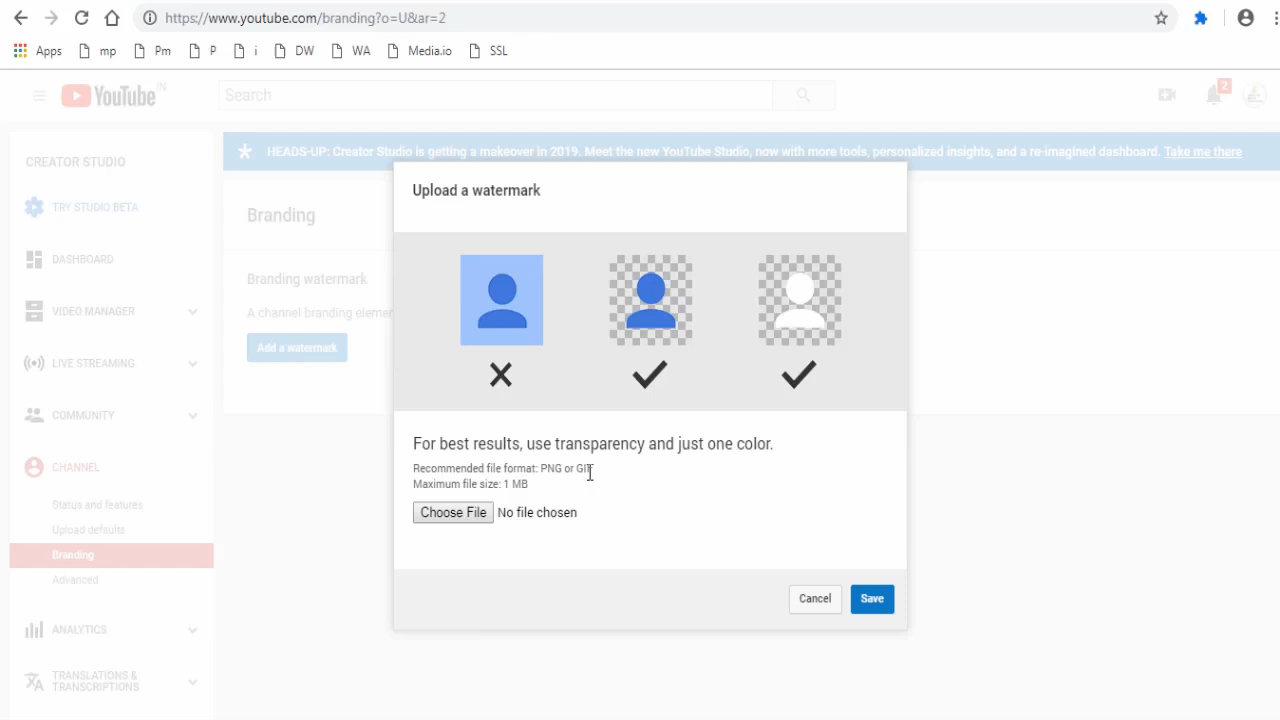 https://www.youtube.com/branding?o=U&ar=2
Apps mp Pm P i DW WA Media.io SSL
YouTube IN
Search
2
CREATOR STUDIO
HEADS-UP: Creator Studio is getting a makeover in 2019. Meet the new YouTube Studio, now with more tools, personalized insights, and a re-imagined dashboard. Take me there
TRY STUDIO BETA
DASHBOARD
VIDEO MANAGER
LIVE STREAMING
COMMUNITY
CHANNEL
Status and features
Upload defaults
Branding
Advanced
ANALYTICS
TRANSLATIONS &
TRANSCRIPTIONS
Branding
Branding watermark
A channel branding elemen
Add a watermark
Upload a watermark
For best results, use transparency and just one color.
Recommended file format: PNG or GIF
Maximum file size: 1 MB
Choose File No file chosen
Cancel Save